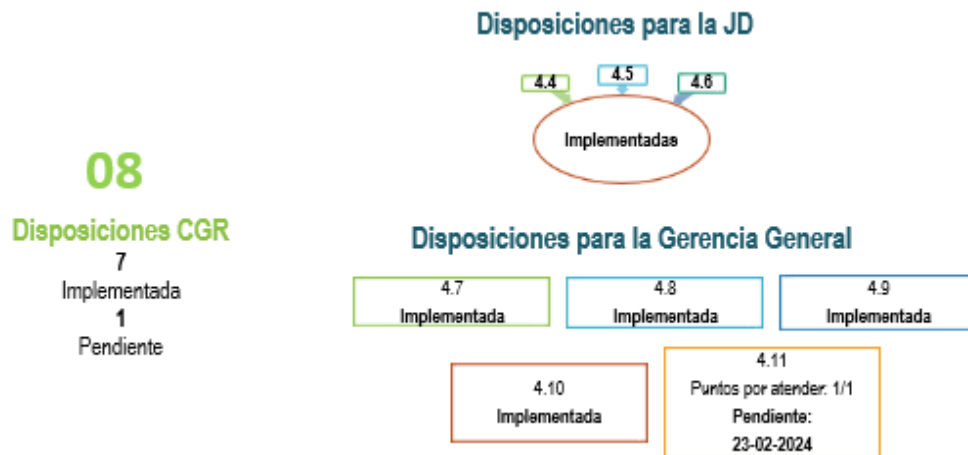 Disposiciones para la JD
4.4
4.5
4.6
Implementadas
08
Disposiciones CGR
7
Implementada
1
Pendiente
Disposiciones para la Gerencia General
4.7
Implementada
4.8
Implementada
4.9
Implementada
4.10
Implementada
4.11
Puntos por atender: 1/1
Pendiente:
23-02-2024